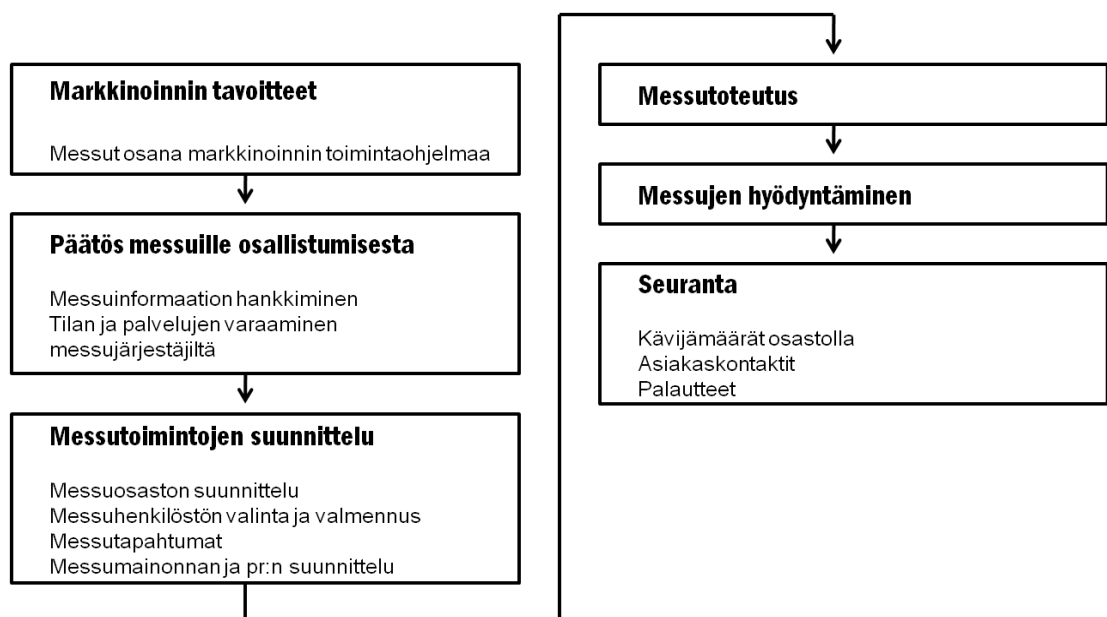 Markkinoinnin tavoitteet
Messut osana markkinoinnin toimintaohjelmaa
Päätös messuille osallistumisesta
Messuinformaation hankkiminen
Tilan ja palvelujen varaaminen
messujärjestäjiltä
Messutoimintojen suunnittelu
Messuosaston suunnittelu
Messuhenkilöstön valinta ja valmennus
Messutapahtumat
Messumainonnan ja pr:n suunnittelu
Messutoteutus
Messujen hyödyntäminen
Seuranta
Kävijämäärät osastolla
Asiakaskontaktit
Palautteet